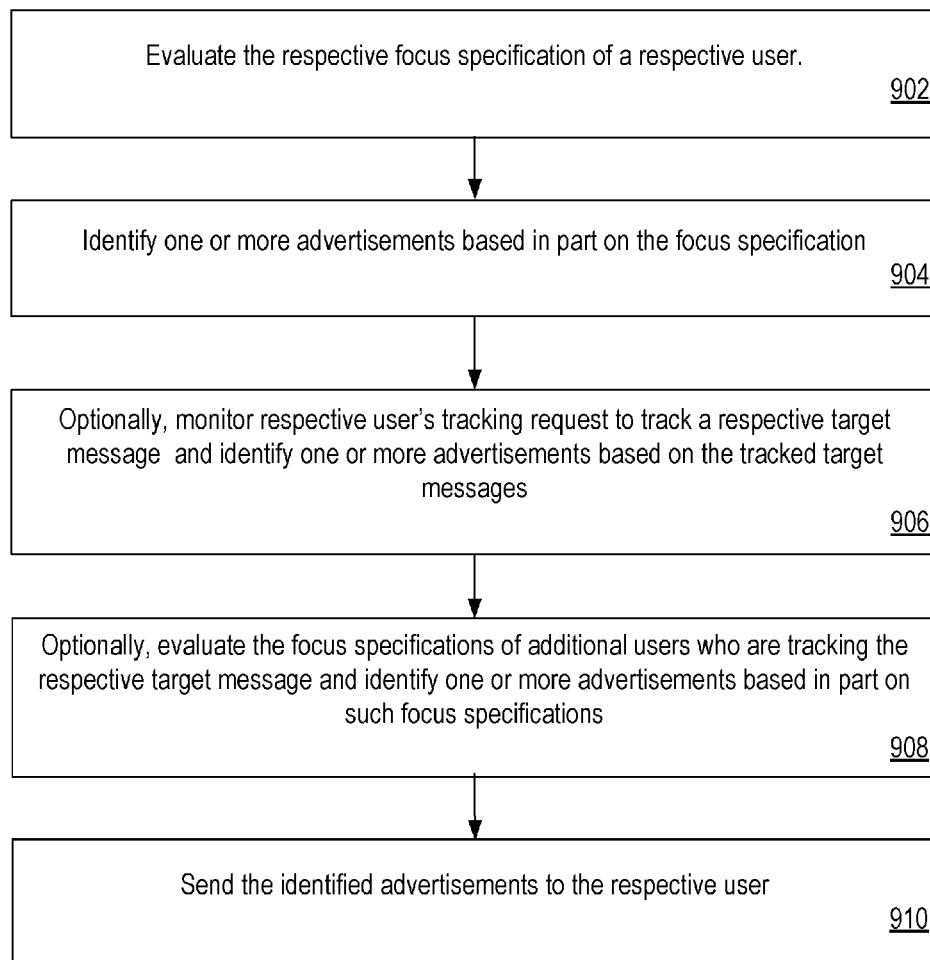 Evaluate the respective focus specification of a respective user.
902
Identify one or more advertisements based in part on the focus specification
904
Optionally, monitor respective user's tracking request to track a respective target
message and identify one or more advertisements based on the tracked target
messages
906
Optionally, evaluate the focus specifications of additional users who are tracking the
respective target message and identify one or more advertisements based in part on
such focus specifications
908
Send the identified advertisements to the respective user
910